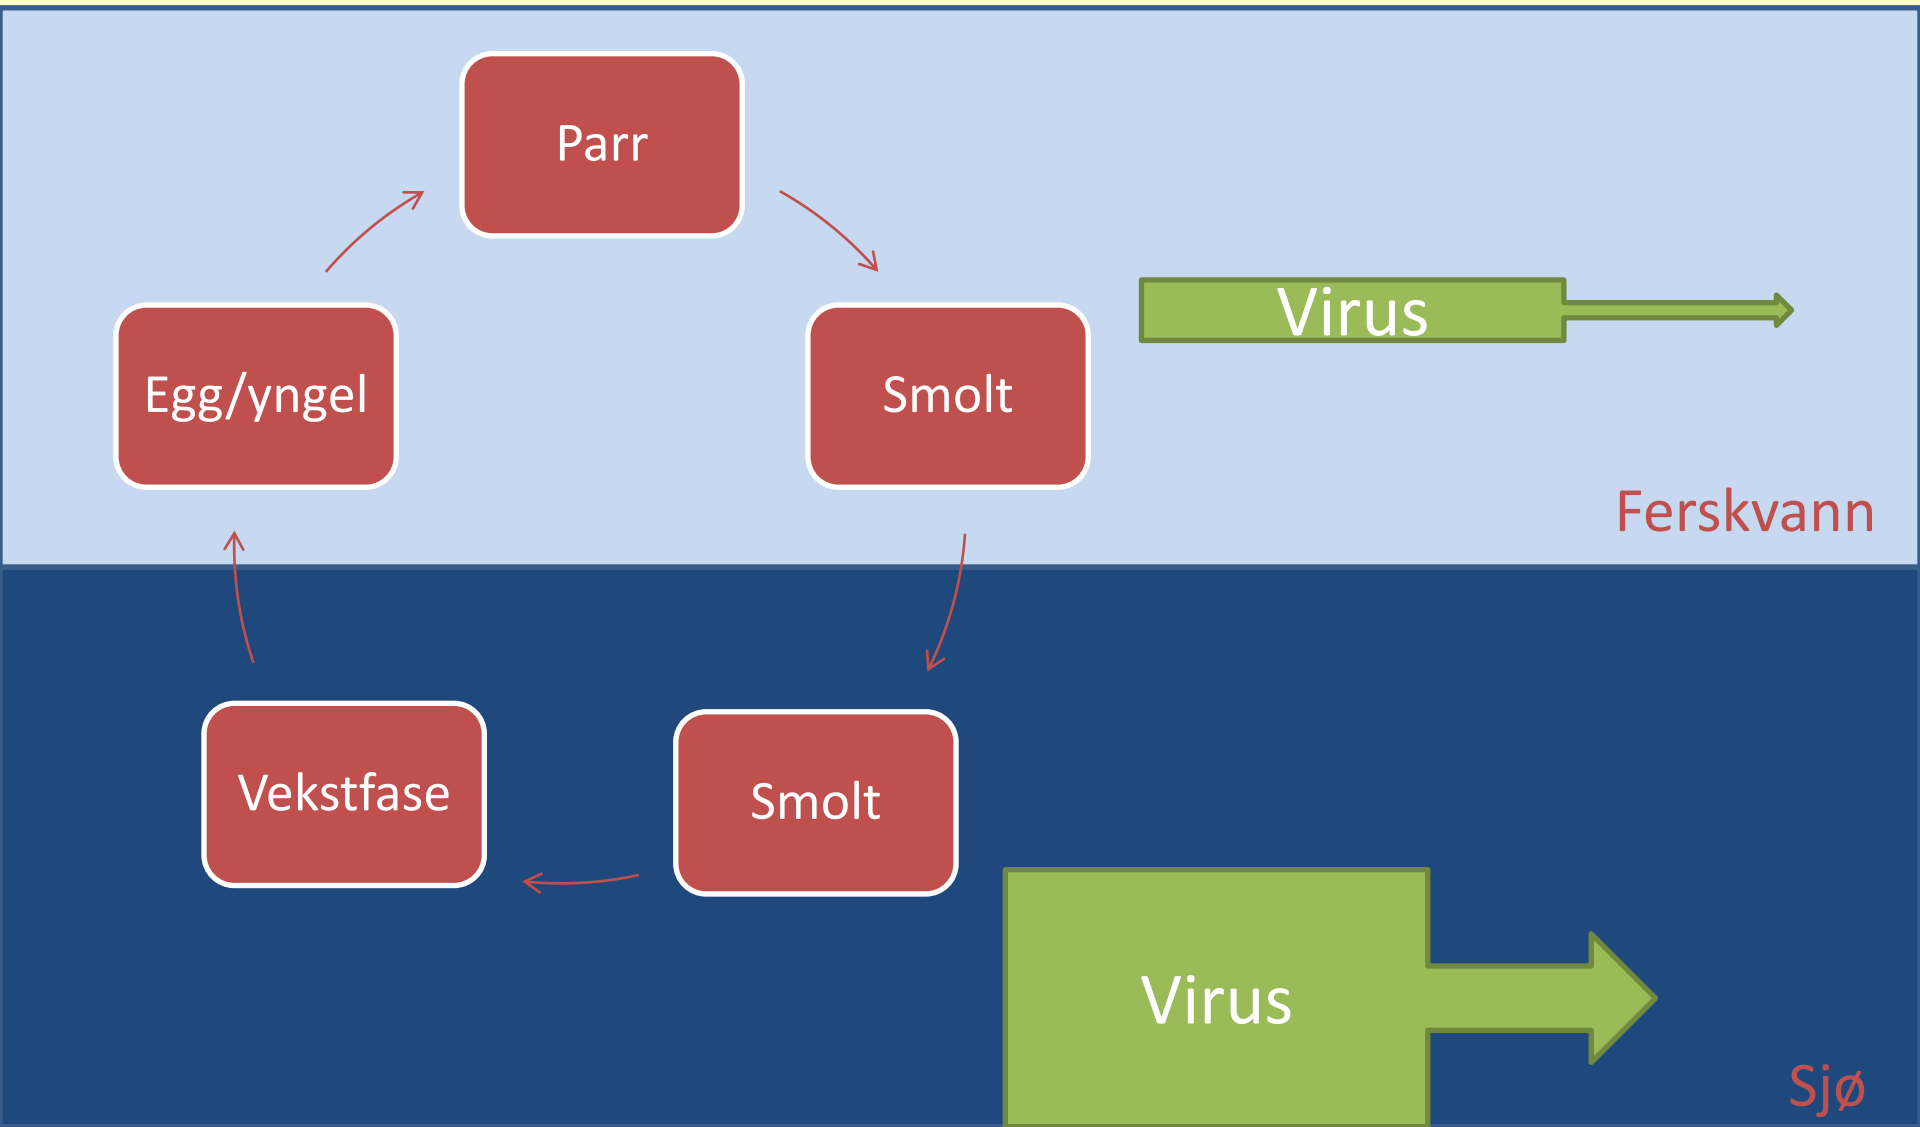 Parr
Virus
Egg/yngel
Smolt
Ferskvann
Vekstfase
Smolt
Virus
Sjø